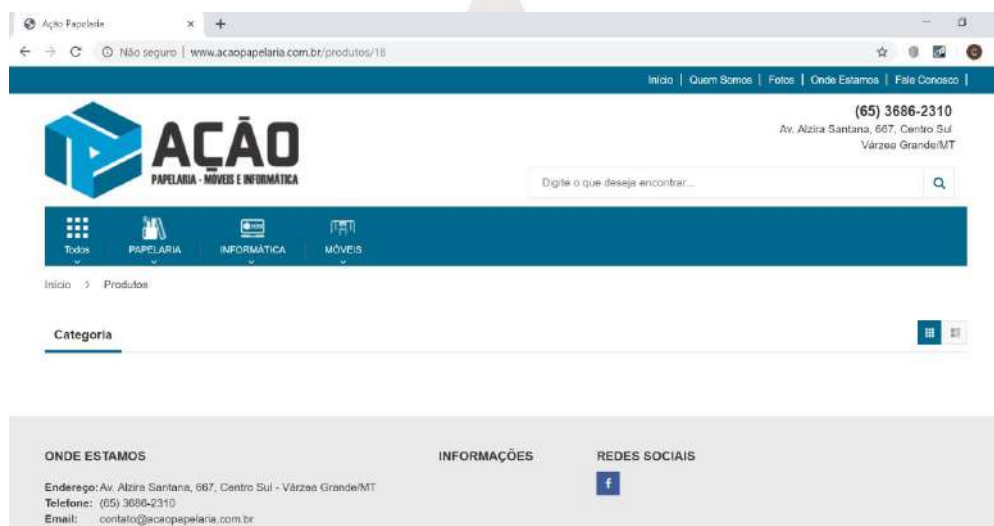 Ação Papelaria
Não seguro | www.acaopapelaria.com.br/produtos/18
Início | Quem Somos | Fotos | Onde Estamos | Fale Conosco |
(65) 3686-2310
Av. Alzira Santana, 667, Centro Sul
Várzea Grande/MT
AÇÃO
PAPELARIA - MÓVEIS E INFORMÁTICA
Digite o que deseja encontrar...
Todos PAPELARIA INFORMÁTICA MÓVEIS
Início > Produtos
Categoria
ONDE ESTAMOS INFORMAÇÕES REDES SOCIAIS
Endereço: Av. Alzira Santana, 667, Centro Sul - Várzea Grande/MT
Telefone: (65) 3686-2310
Email: contato@acaopapelaria.com.br